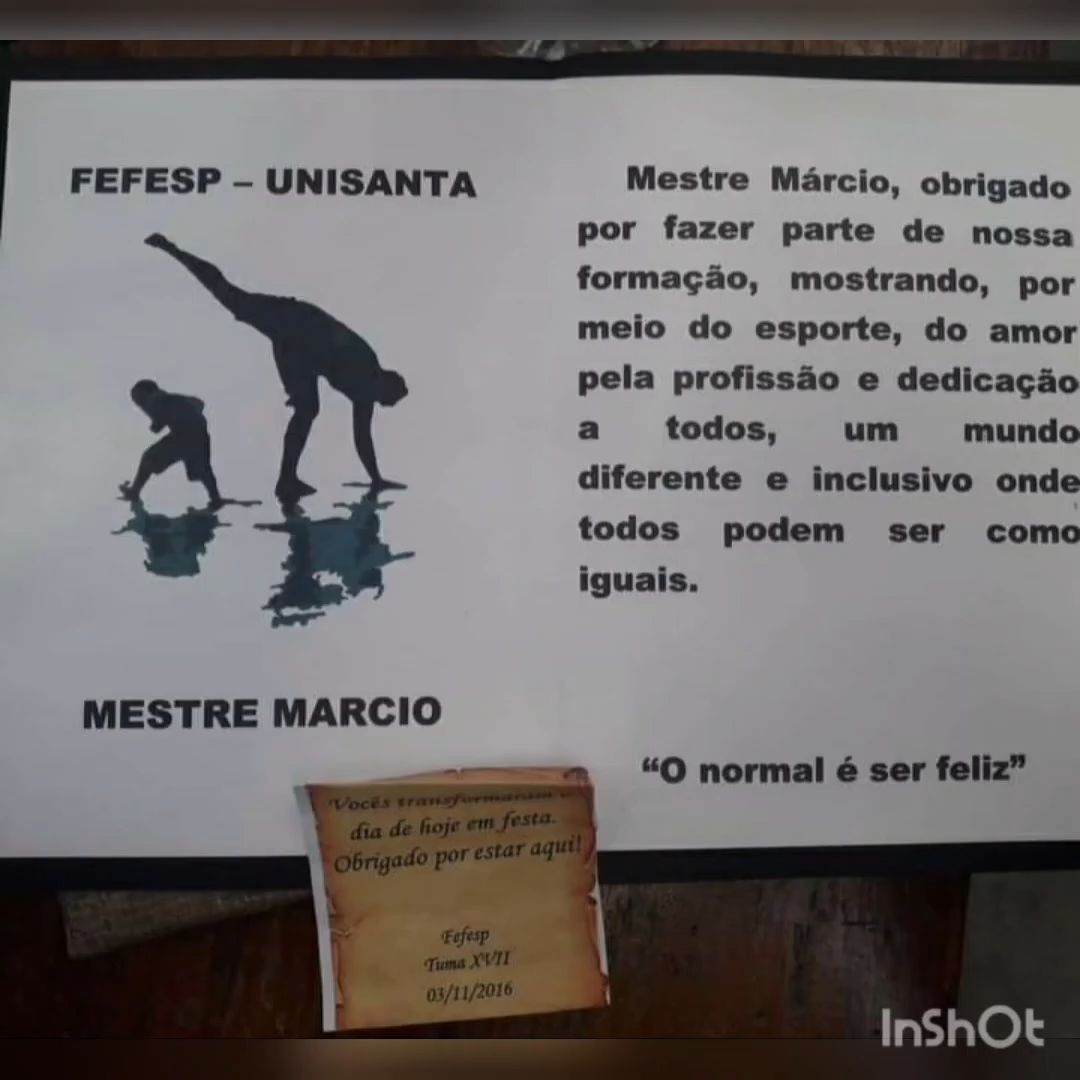 FEFESP – UNISANTA
MESTRE MARCIO
Mestre Márcio, obrigado
por fazer parte de nossa
formação, mostrando, por
meio do esporte, do amor
pela profissão e dedicação
a todos, um mundo
diferente e inclusivo onde
todos podem ser como
iguais.
“O normal é ser feliz”
Vocês transformaram
dia de hoje em festa.
Obrigado por estar aqui!
Fefesp
Tuma XVII
03/11/2016
InShOt